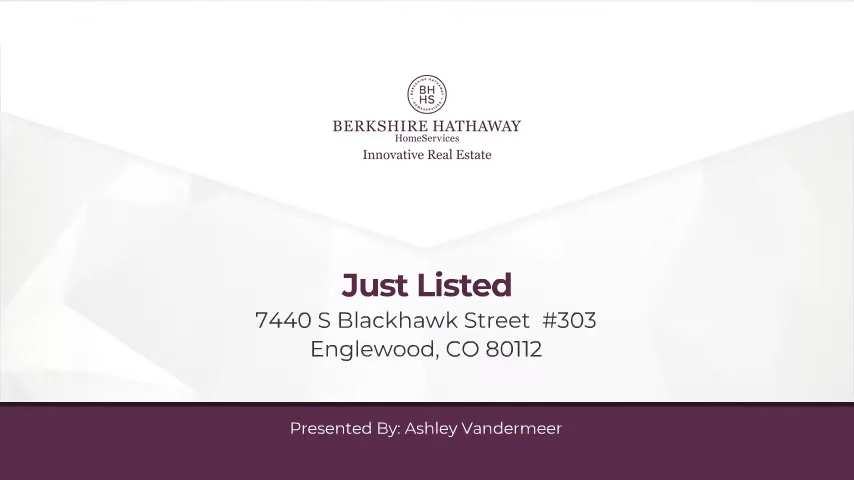 BH
HS
BERKSHIRE HATHAWAY
HomeServices
Innovative Real Estate
Just Listed
7440 S Blackhawk Street #303
Englewood, CO 80112
Presented By: Ashley Vandermeer